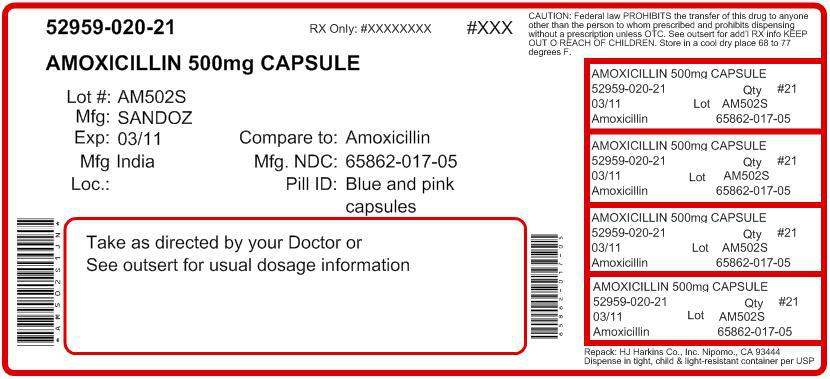 52959-020-21 RX Only: #XXXXXXXX #XXX
AMOXICILLIN 500mg CAPSULE
Lot #: AM502S
Mfg: SANDOZ
Exp: 03/11 Compare to: Amoxicillin
Mfg India Mfg. NDC: 65862-017-05
Loc.: Pill ID: Blue and pink
capsules
*AM502S1JN*
Take as directed by your Doctor or
See outsert for usual dosage information
65862-017-05
CAUTION: Federal law PROHIBITS the transfer of this drug to anyone
other than the person to whom prescribed and prohibits dispensing
without a prescription unless OTC. See outsert for add'l RX info KEEP
OUT O REACH OF CHILDREN. Store in a cool dry place 68 to 77
degrees F.
AMOXICILLIN 500mg CAPSULE
52959-020-21 Qty #21
03/11 Lot AM502S
Amoxicillin 65862-017-05
AMOXICILLIN 500mg CAPSULE
52959-020-21 Qty #21
03/11 Lot AM502S
Amoxicillin 65862-017-05
AMOXICILLIN 500mg CAPSULE
52959-020-21 Qty #21
03/11 Lot AM502S
Amoxicillin 65862-017-05
AMOXICILLIN 500mg CAPSULE
52959-020-21 Qty #21
03/11 Lot AM502S
Amoxicillin 65862-017-05
Repack: HJ Harkins Co., Inc. Nipomo, CA 93444
Dispense in tight, child & light-resistant container per USP